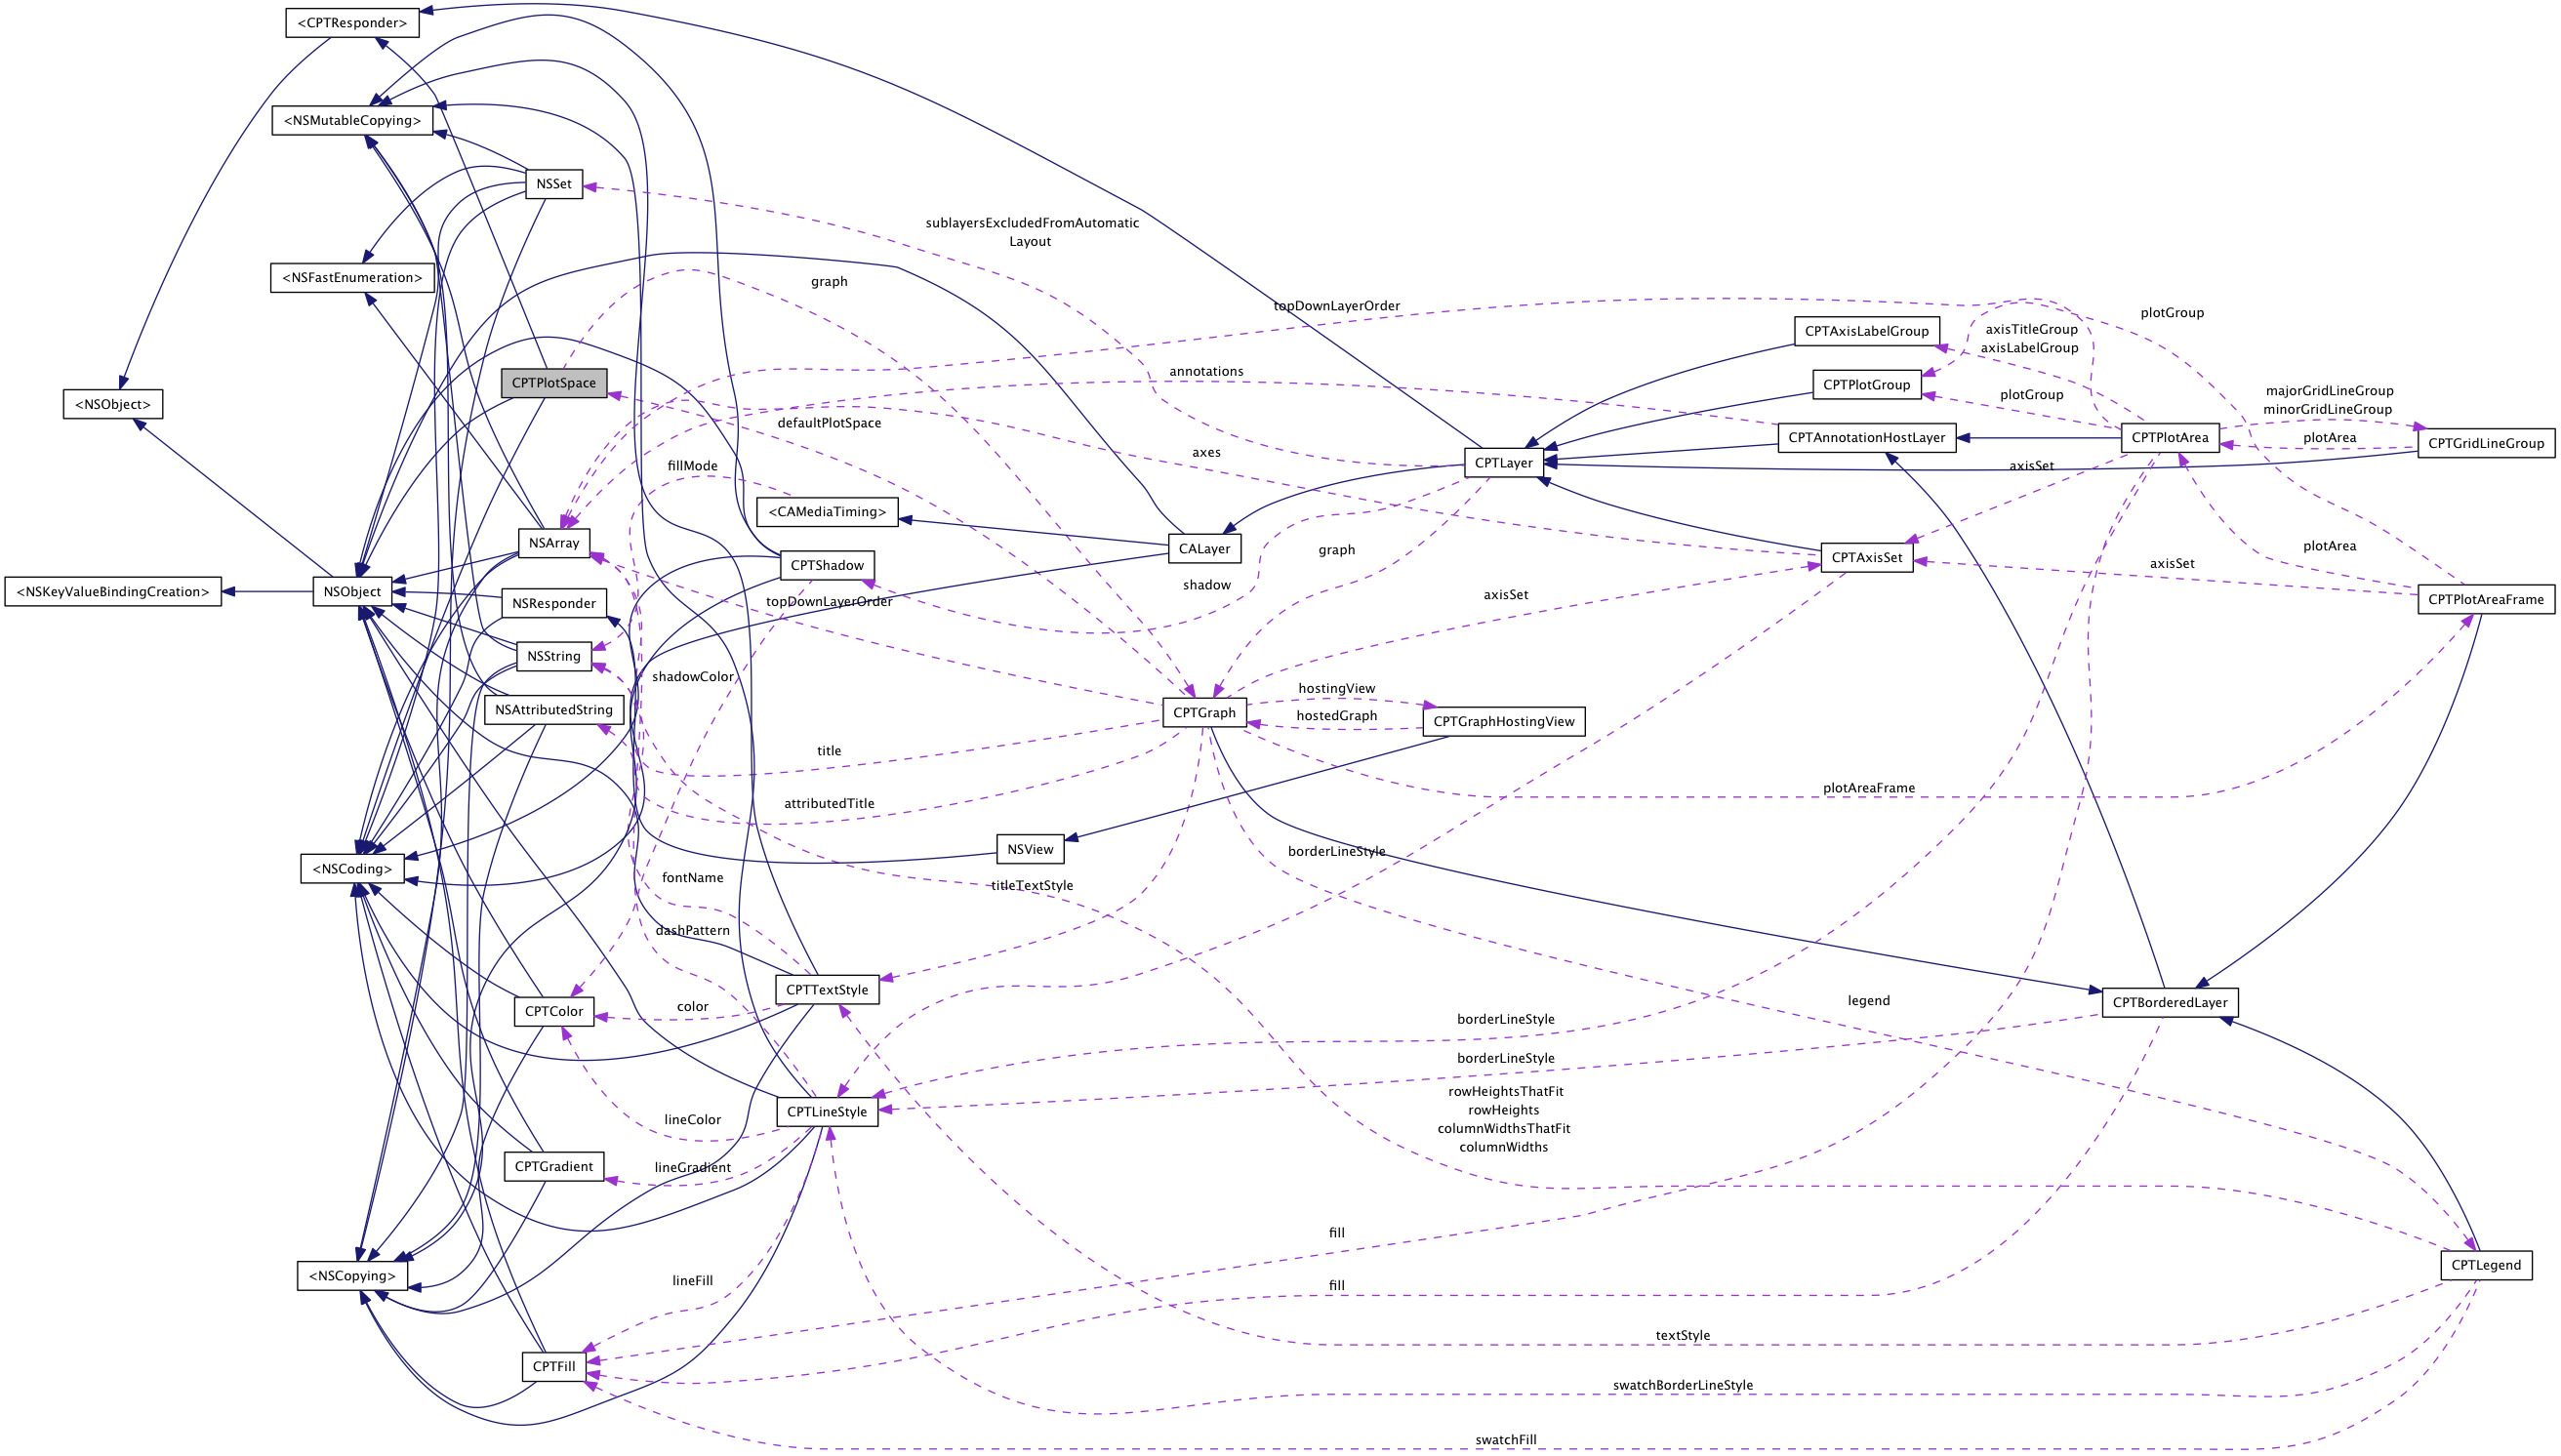 <CPTResponder>
<NSMutableCopying>
NSSet
sublayersExcludedFromAutomatic
Layout
<NSFastEnumeration>
graph
topDownLayerOrder
plotGroup
CPTAxisLabelGroup
axisTitleGroup
axisLabelGroup
CPTPlotSpace
annotations
CPTPlotGroup
plotGroup
majorGridLineGroup
minorGridLineGroup
<NSObject>
defaultPlotSpace
CPTAnnotationHostLayer
CPTPlotArea
plotArea
CPTGridLineGroup
fillMode
axes
CPTLayer
axisSet
<CAMediaTiming>
NSArray
CALayer
graph
CPTAxisSet
plotArea
CPTShadow
axisSet
<NSKeyValueBindingCreation>
NSObject
NSResponder
topDownLayerOrder
shadow
axisSet
CPTPlotAreaFrame
NSString
shadowColor
hostingView
NSAttributedString
CPTGraph
hostedGraph
CPTGraphHostingView
title
attributedTitle
plotAreaFrame
NSView
borderLineStyle
<NSCoding>
fontName
titleTextStyle
dashPattern
CPTTextStyle
CPTColor
color
legend
CPTBorderedLayer
borderLineStyle
borderLineStyle
CPTLineStyle
lineColor
rowHeightsThatFit
rowHeights
columnWidthsThatFit
columnWidths
CPTGradient
lineGradient
fill
<NSCopying>
lineFill
fill
CPTLegend
textStyle
CPTFill
swatchBorderLineStyle
swatchFill